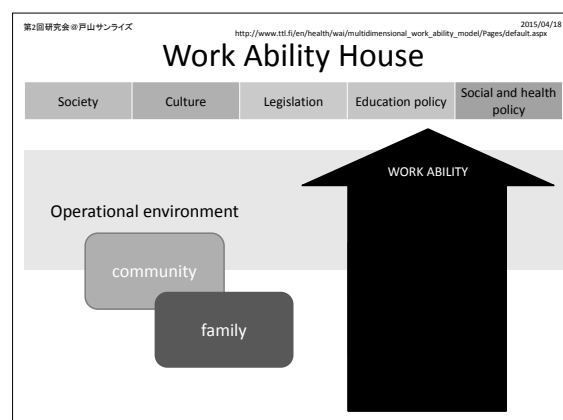 第2回研究会@戸山サンライズ
2015/04/18
http://www.ttl.fi/en/health/wai/multidimensional_work_ability_model/Pages/default.aspx
Work Ability House
Society
Culture
Legislation
Education policy
Social and health
policy
WORK ABILITY
Operational environment
community
family